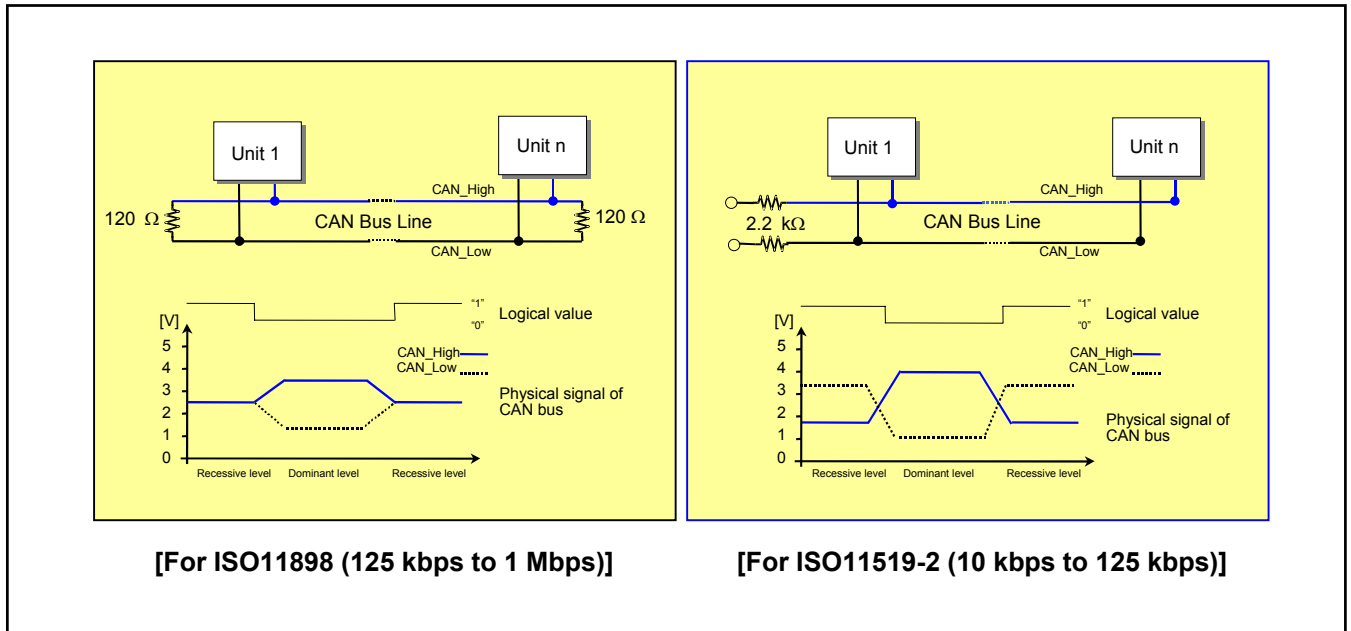 Unit 1
Unit n
CAN_High
120 Ω
CAN Bus Line
120 Ω
CAN_Low
"1"
Logical value
"0"
[V]
5
4
3
2
1
0
CAN_High
CAN_Low
Physical signal of
CAN bus
Recessive level
Dominant level
Recessive level
[For ISO11898 (125 kbps to 1 Mbps)]
Unit 1
Unit n
CAN_High
2.2 kΩ
CAN Bus Line
CAN_Low
"1"
Logical value
"0"
[V]
5
4
3
2
1
0
CAN_High
CAN_Low
Physical signal of
CAN bus
Recessive level
Dominant level
Recessive level
[For ISO11519-2 (10 kbps to 125 kbps)]